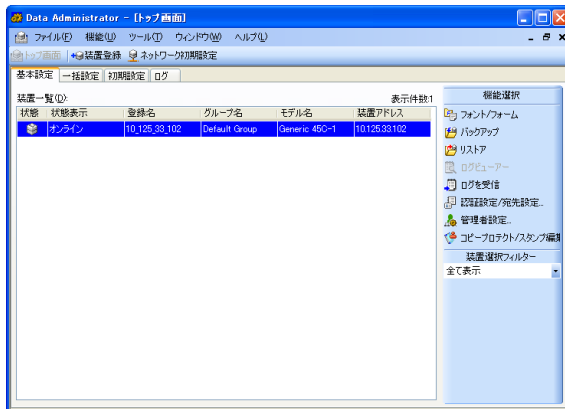 Data Administrator - [トップ画面]
ファイル(F) 機能(U) ツール(T) ウィンドウ(W) ヘルプ(L)
トップ画面 装置登録 ネットワーク初期設定
基本設定 一括設定 初期設定 ログ
装置一覧(D): 表示件数:1
状態 状態表示 登録名 グループ名 モデル名 装置アドレス
オンライン 10_125_33_102 Default Group Generic 45C-1 10.125.33.102
機能選択
フォント/フォーム
バックアップ
リストア
ログビューアー
ログを受信
認証設定/宛先設定...
管理者設定...
コピープロテクト/スタンプ編集
装置選択フィルター
全て表示